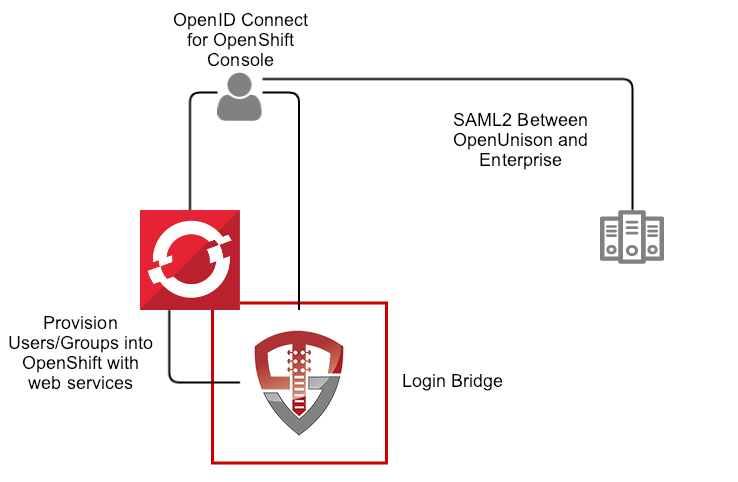 OpenID Connect
for OpenShift
Console
SAML2 Between
OpenUnison and
Enterprise
Provision
Users/Groups into
OpenShift with
web services
Login Bridge